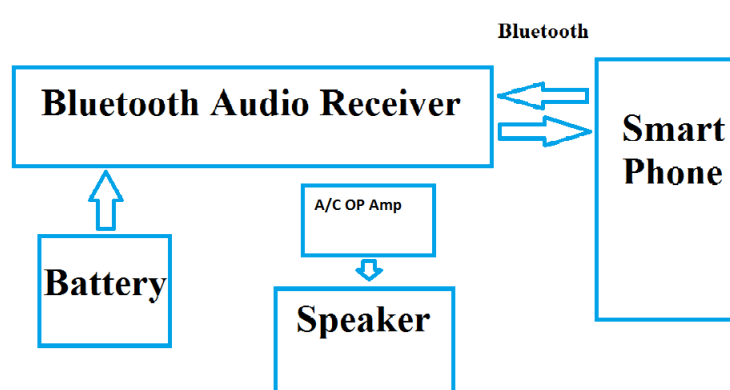 Bluetooth
Bluetooth Audio Receiver
Smart
Phone
A/C OP Amp
Battery
Speaker